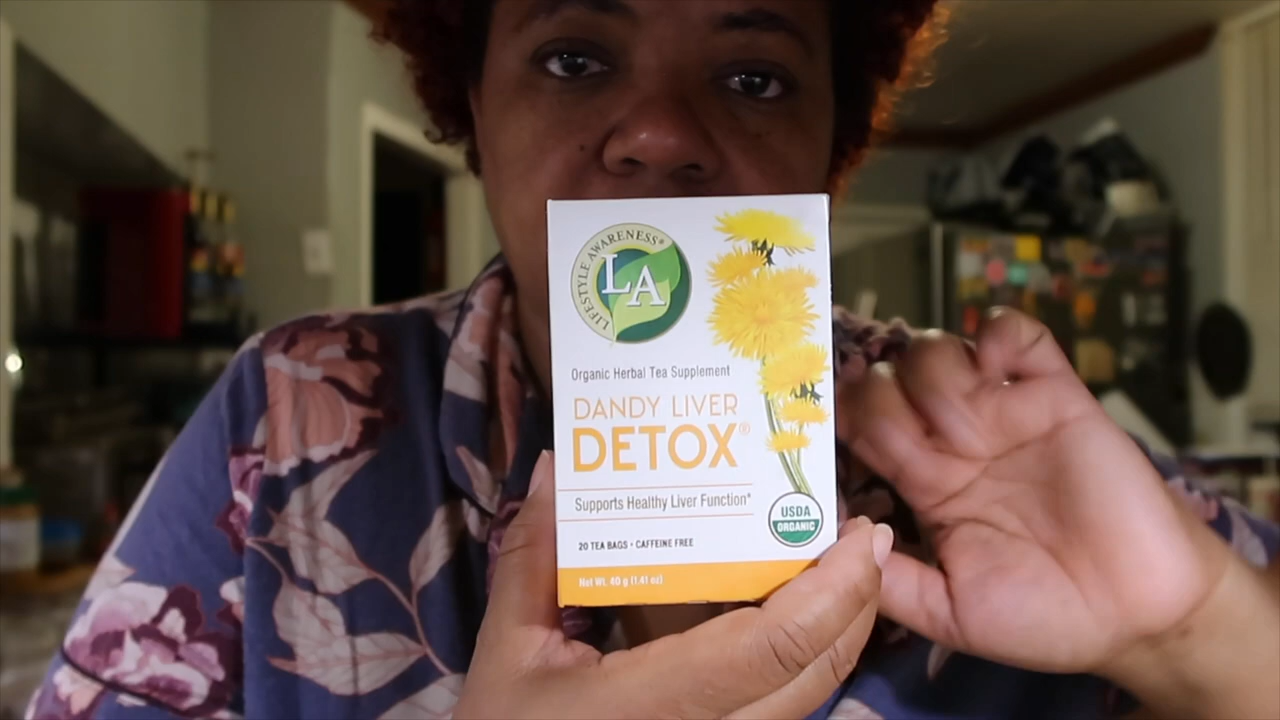 LIFESTYLE AWARENESS®
LA
Organic Herbal Tea Supplement
DANDY LIVER
DETOX®
Supports Healthy Liver Function*
USDA
ORGANIC
20 TEA BAGS • CAFFEINE FREE
Net Wt. 40 g (1.41 oz)